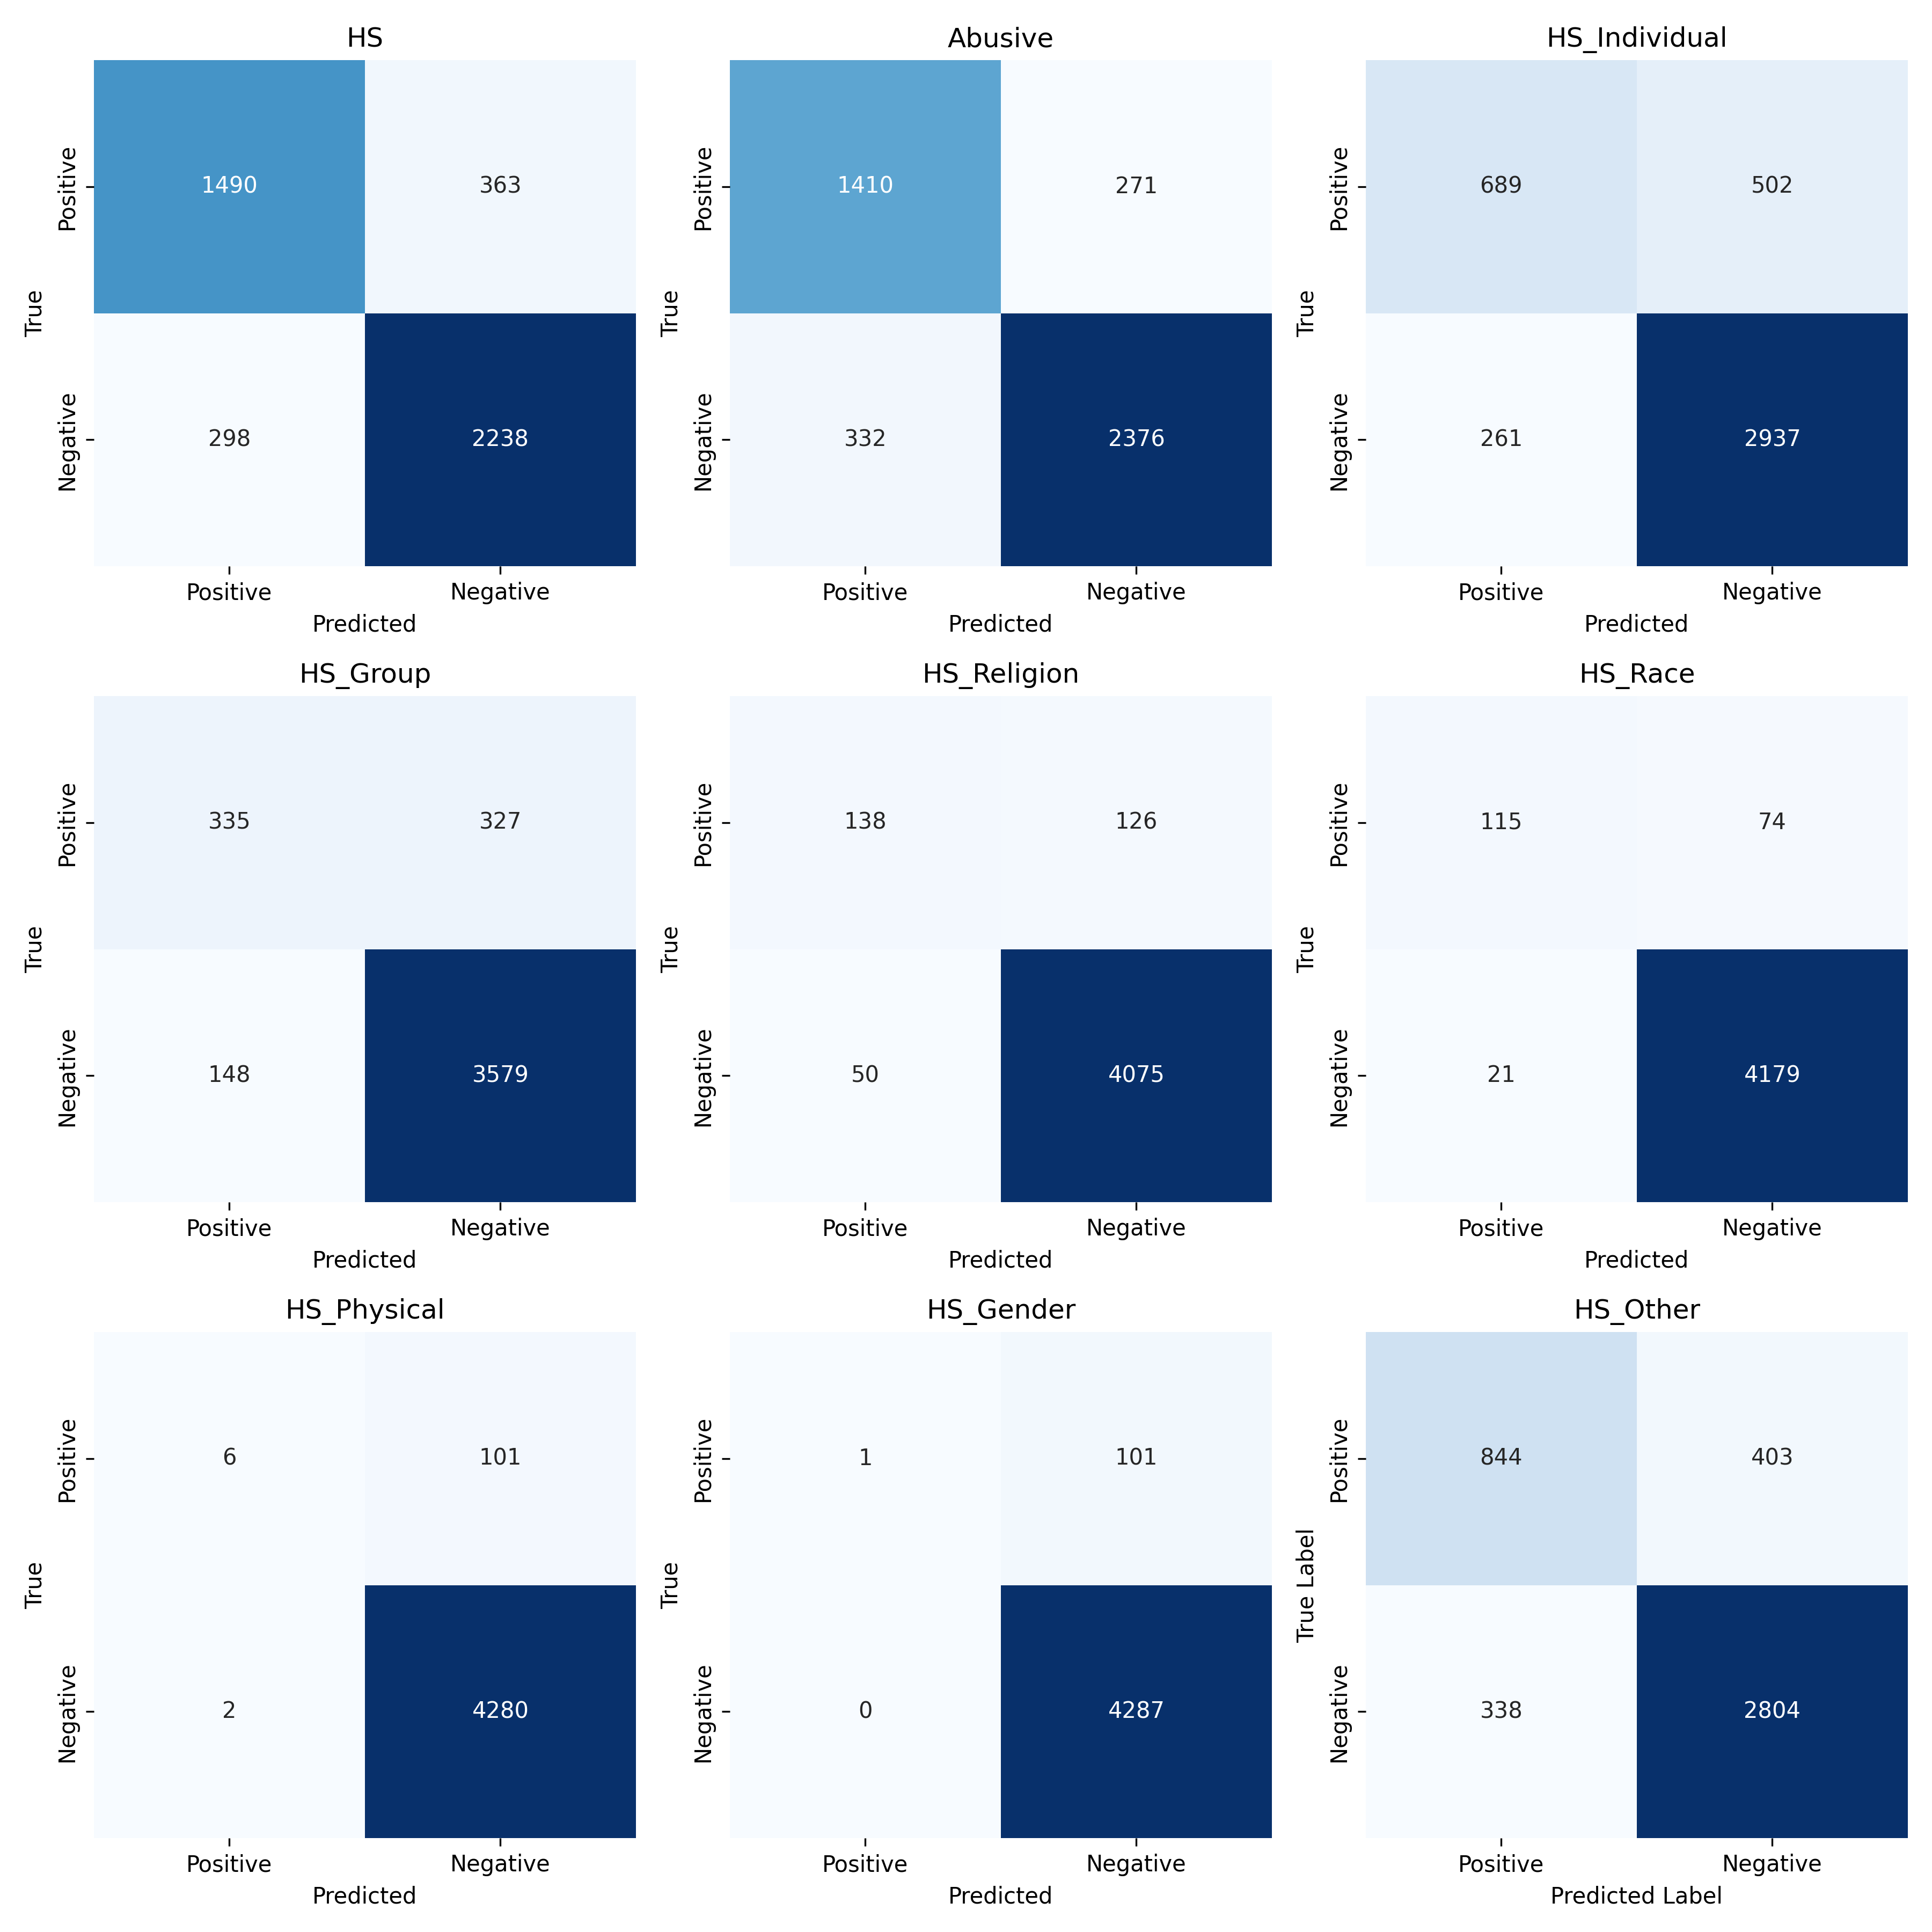 HS
Positive
1490
363
True
Negative
298
2238
Positive
Negative
Predicted
Abusive
Positive
1410
271
True
Negative
332
2376
Positive
Negative
Predicted
HS_Individual
Positive
689
502
True
Negative
261
2937
Positive
Negative
Predicted
HS_Group
Positive
335
327
True
Negative
148
3579
Positive
Negative
Predicted
HS_Religion
Positive
138
126
True
Negative
50
4075
Positive
Negative
Predicted
HS_Race
Positive
115
74
True
Negative
21
4179
Positive
Negative
Predicted
HS_Physical
Positive
6
101
True
Negative
2
4280
Positive
Negative
Predicted
HS_Gender
Positive
1
101
True
Negative
0
4287
Positive
Negative
Predicted
HS_Other
Positive
844
403
True Label
Negative
338
2804
Positive
Negative
Predicted Label